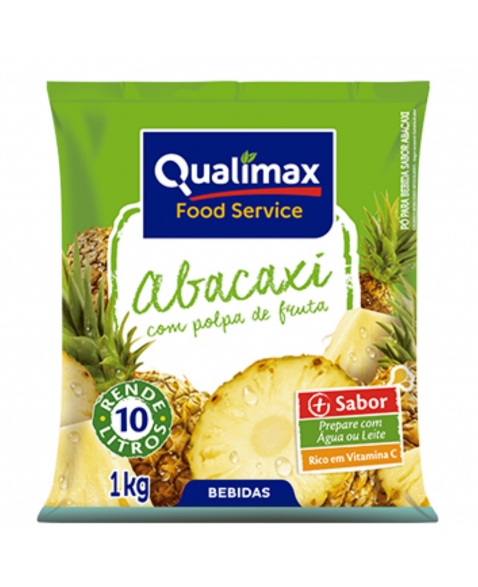 Qualimax
Food Service
abacaxi
com polpa de fruta
RENDE
10
LITROS
1kg
+ Sabor
Prepare com
Água ou Leite
Rico em Vitamina C
BEBIDAS
PÓ PARA BEBIDA SABOR ABACAXI